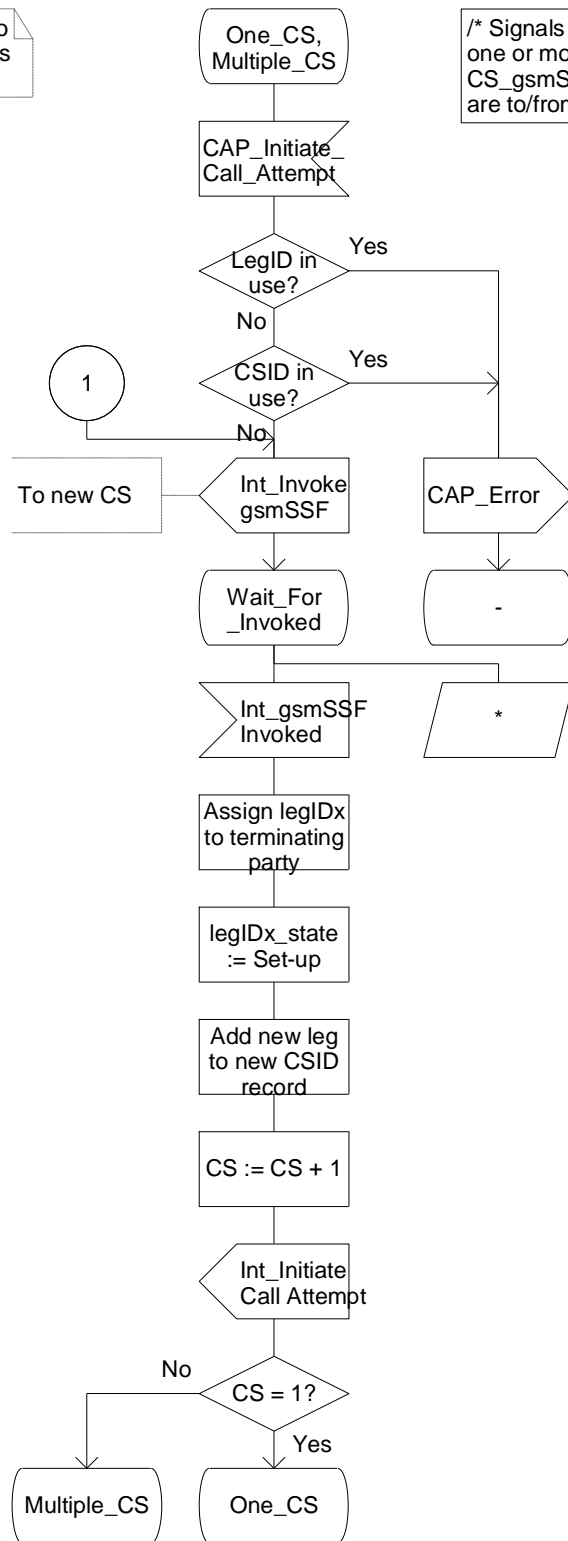 o
s
One_CS,
Multiple_CS
/* Signals
one or mo
CS_gsmS
are to/from
CAP_Initiate_
Call_Attempt
LegID in
use?
Yes
No
1
CSID in
use?
Yes
No
To new CS
Int_Invoke
gsmSSF
CAP_Error
Wait_For
_Invoked
-
Int_gsmSSF
Invoked
*
Assign legIDx
to terminating
party
legIDx_state
:= Set-up
Add new leg
to new CSID
record
CS := CS + 1
Int_Initiate
Call Attempt
No
CS = 1?
Yes
Multiple_CS
One_CS